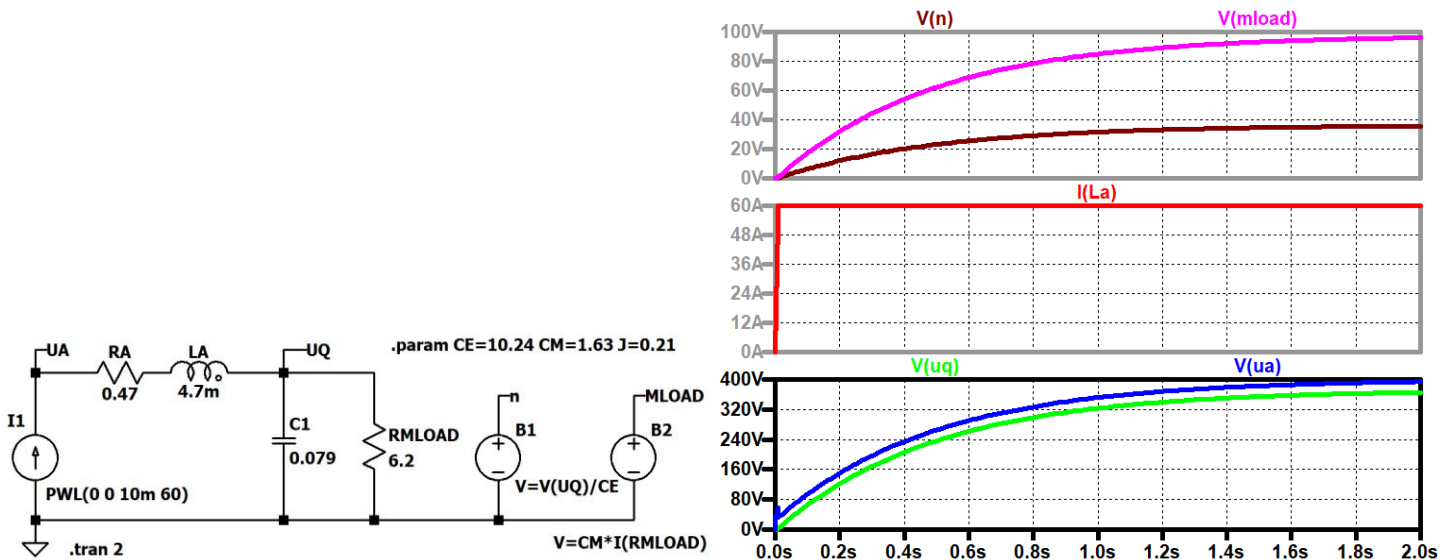 UA
RA
0.47
LA
4.7m
UQ
.param CE=10.24 CM=1.63 J=0.21
I1
PWL(0 0 10m 60)
C1
0.079
RMLOAD
6.2
n
B1
V=V(UQ)/CE
MLOAD
B2
V=CM*I(RMLOAD)
.tran 2
V(n) V(mload)
100V
80V
60V
40V
20V
0V
I(La)
60A
48A
36A
24A
12A
0A
V(uq) V(ua)
400V
320V
240V
160V
80V
0V
0.0s 0.2s 0.4s 0.6s 0.8s 1.0s 1.2s 1.4s 1.6s 1.8s 2.0s